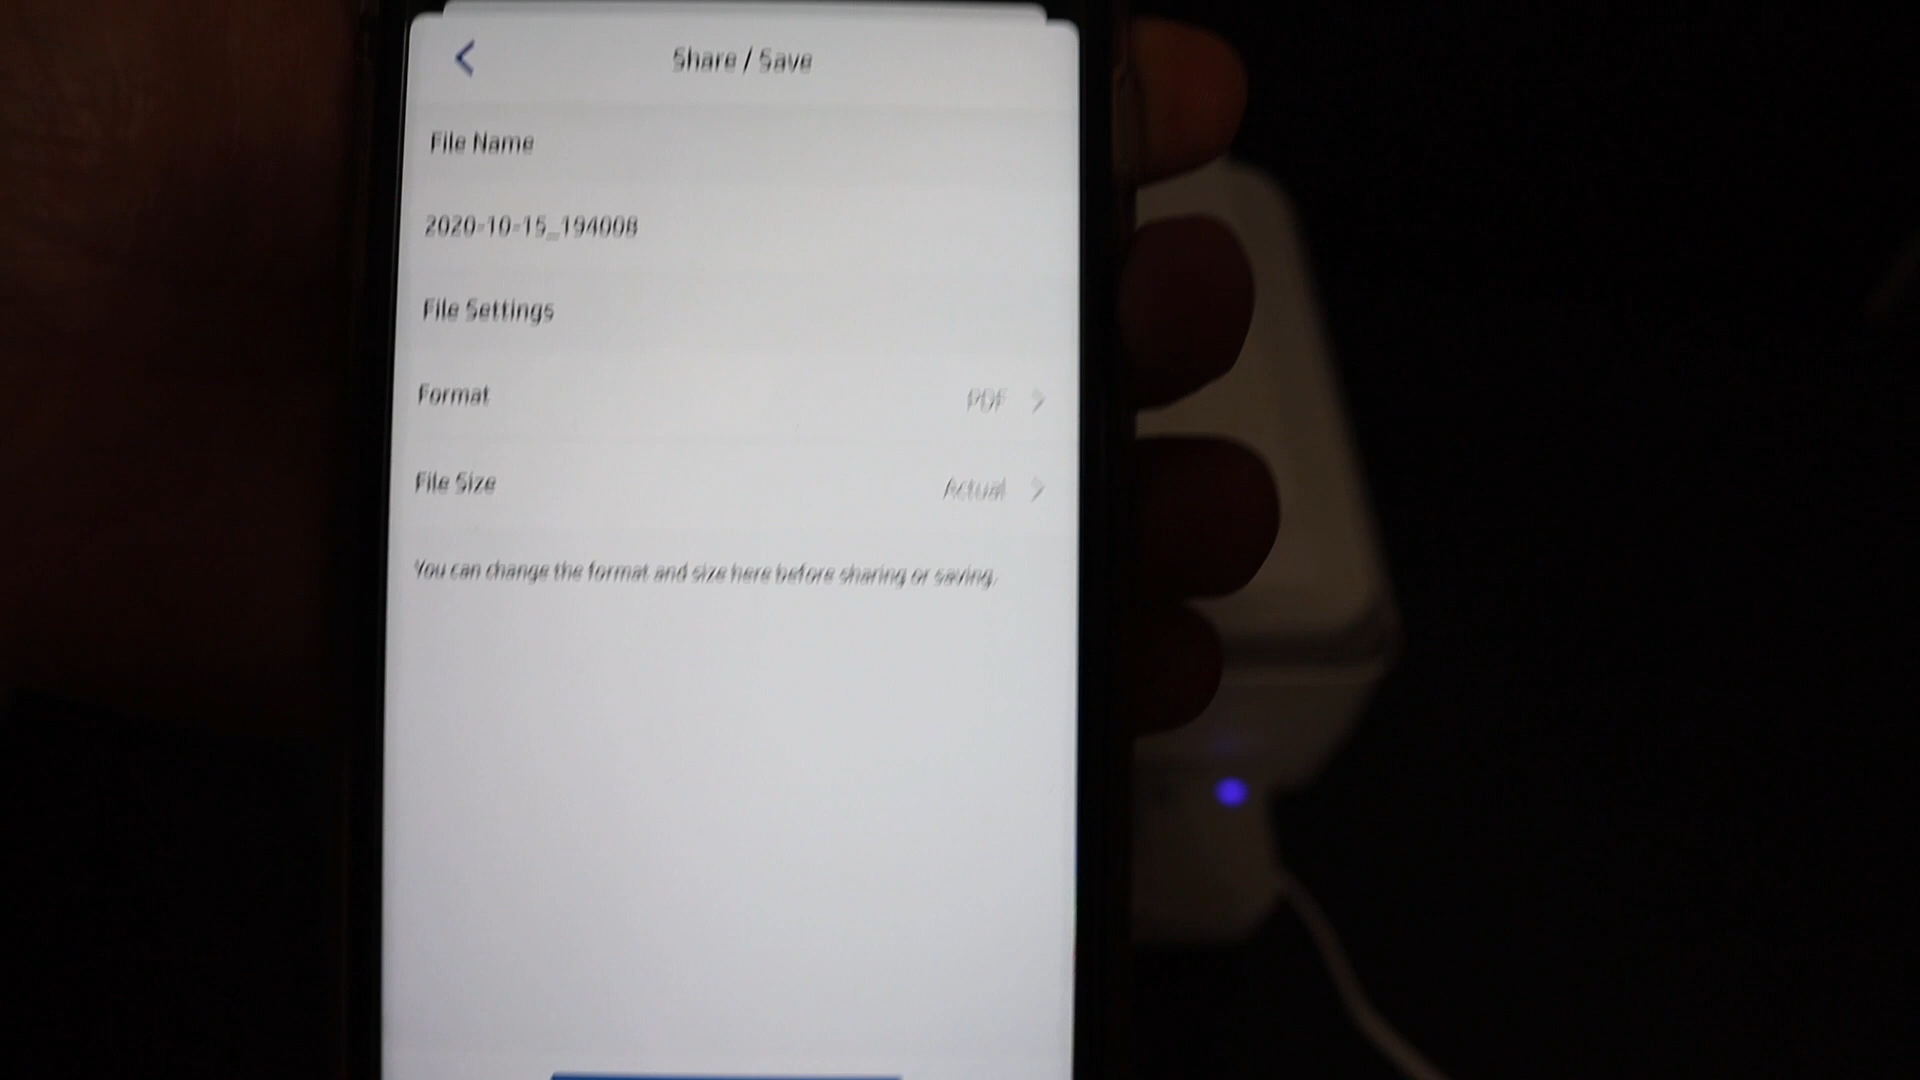 Share / Save
File Name
2020-10-15_194008
File Settings
Format PDF
File Size Actual
You can change the format and size here before sharing or saving.